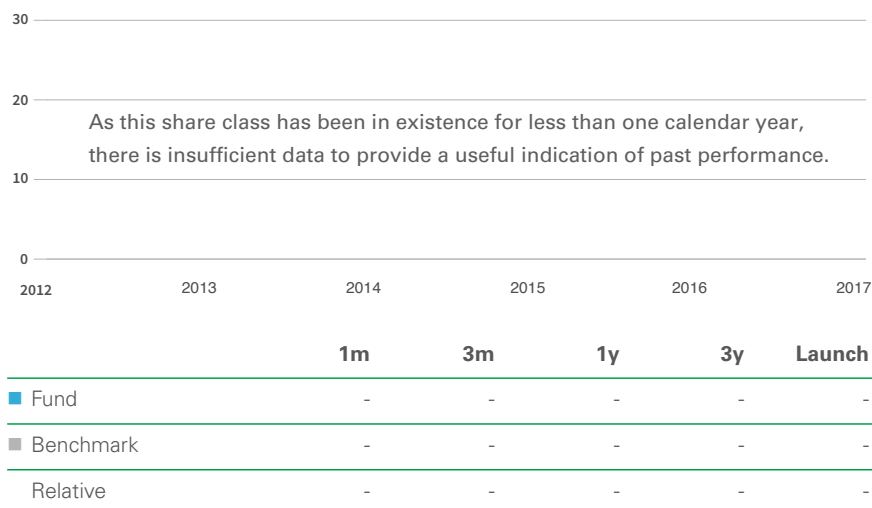 30
20
As this share class has been in existence for less than one calendar year,
there is insufficient data to provide a useful indication of past performance.
10
0
2012 2013 2014 2015 2016 2017
1m 3m 1y 3y Launch
Fund - - - - -
Benchmark - - - - -
Relative - - - - -